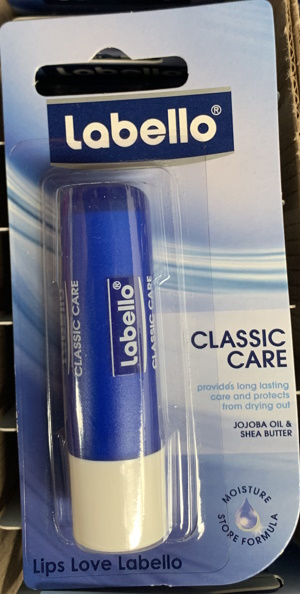 Labello®
CLASSIC CARE
Labello®
CLASSIC CARE
CLASSIC
CARE
provides long lasting
care and protects
from drying out
JOJOBA OIL &
SHEA BUTTER
MOISTURE
STORE FORMULA
Lips Love Labello